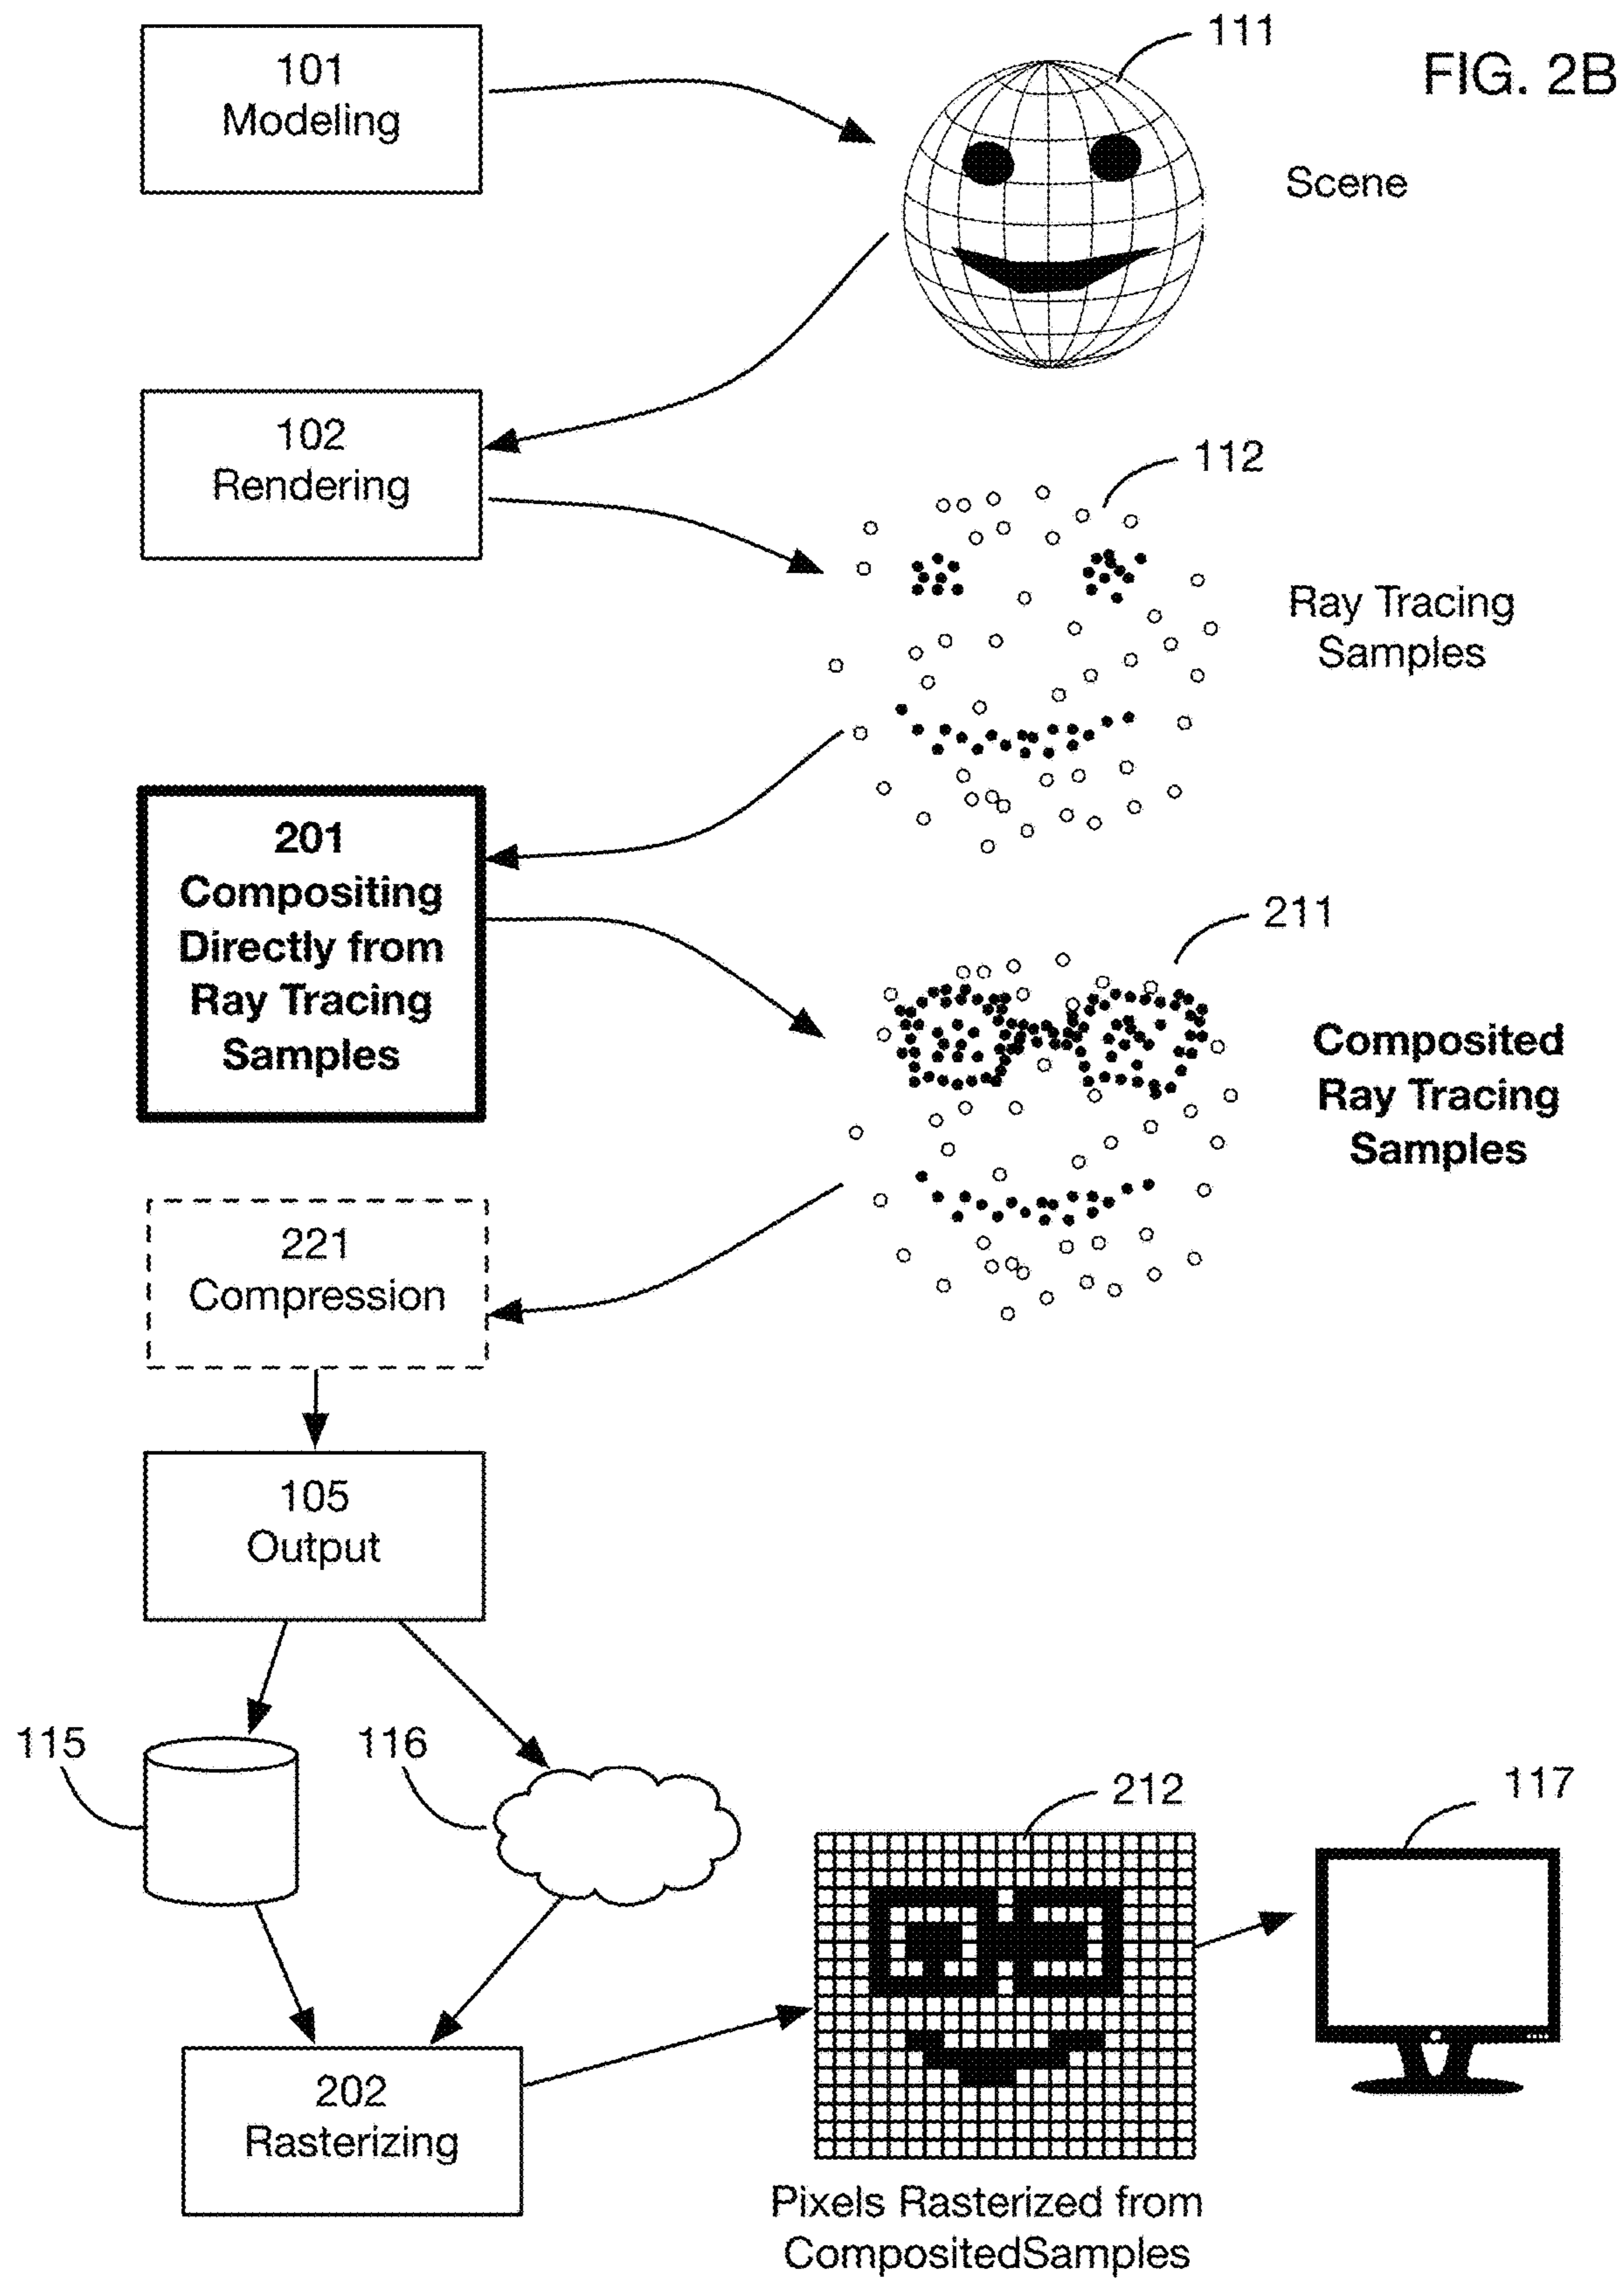 111
FIG. 2B
101
Modeling
Scene
102
Rendering
112
Ray Tracing
Samples
201
Compositing
Directly from
Ray Tracing
Samples
211
Composited
Ray Tracing
Samples
221
Compression
105
Output
115
116
212
117
202
Rasterizing
Pixels Rasterized from
CompositedSamples